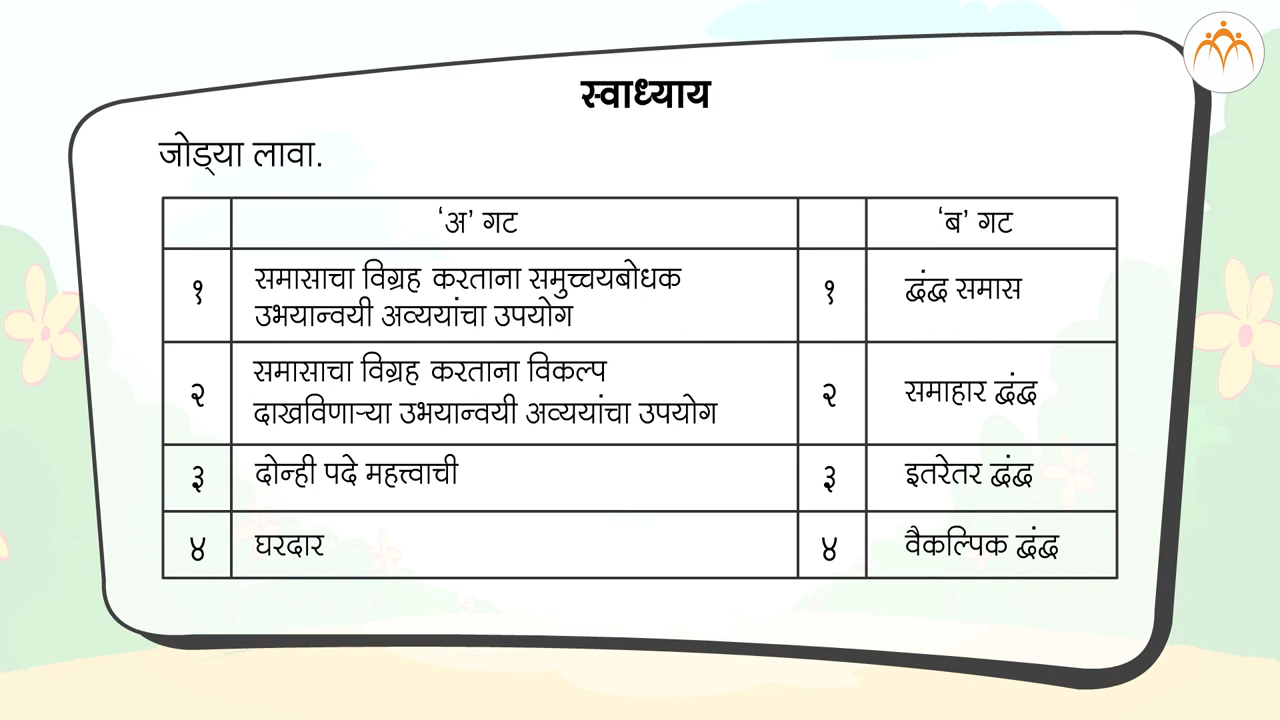 स्वाध्याय
जोड्या लावा.
‘अ’ गट
‘ब’ गट
१
समासाचा विग्रह करताना समुच्चयबोधक
उभयान्वयी अव्ययांचा उपयोग
१
द्वंद्व समास
२
समासाचा विग्रह करताना विकल्प
दाखविणाऱ्या उभयान्वयी अव्ययांचा उपयोग
२
समाहार द्वंद्व
३
दोन्ही पदे महत्त्वाची
३
इतरेतर द्वंद्व
४
घरदार
४
वैकल्पिक द्वंद्व